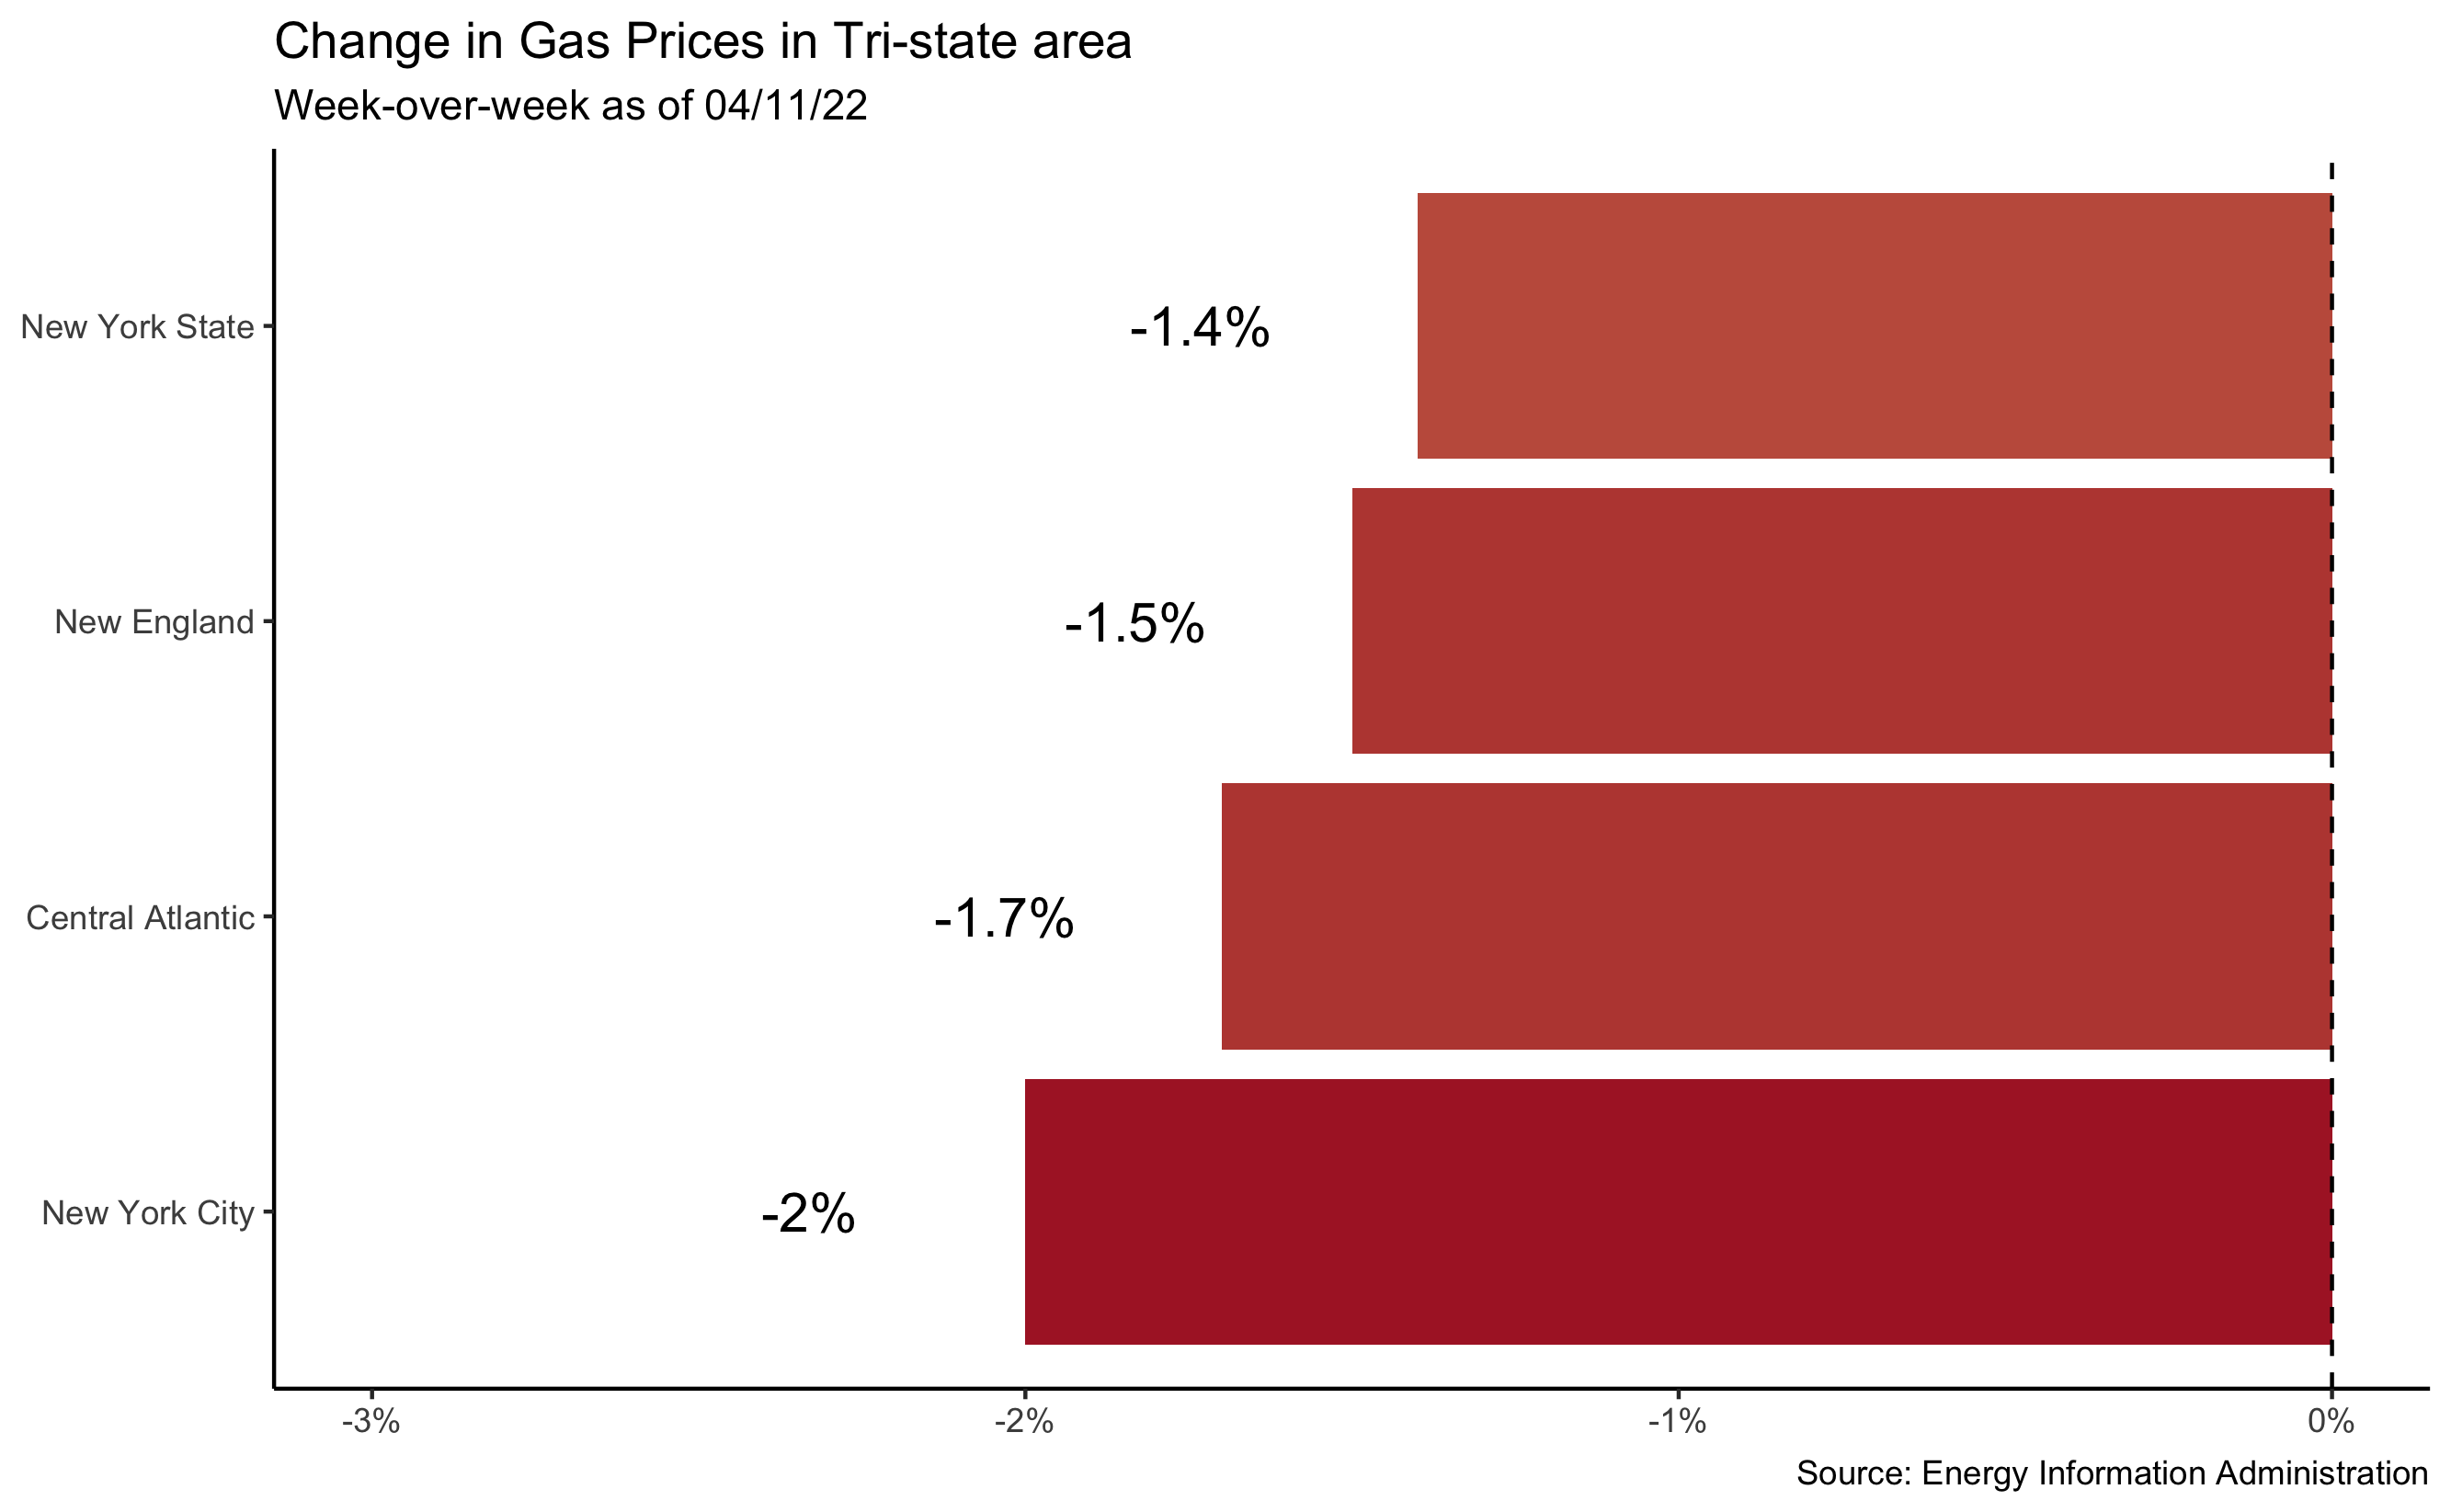 Change in Gas Prices in Tri-state area
Week-over-week as of 04/11/22
New York State
-1.4%
New England
-1.5%
Central Atlantic
-1.7%
New York City
-2%
-3%
-2%
-1%
0%
Source: Energy Information Administration